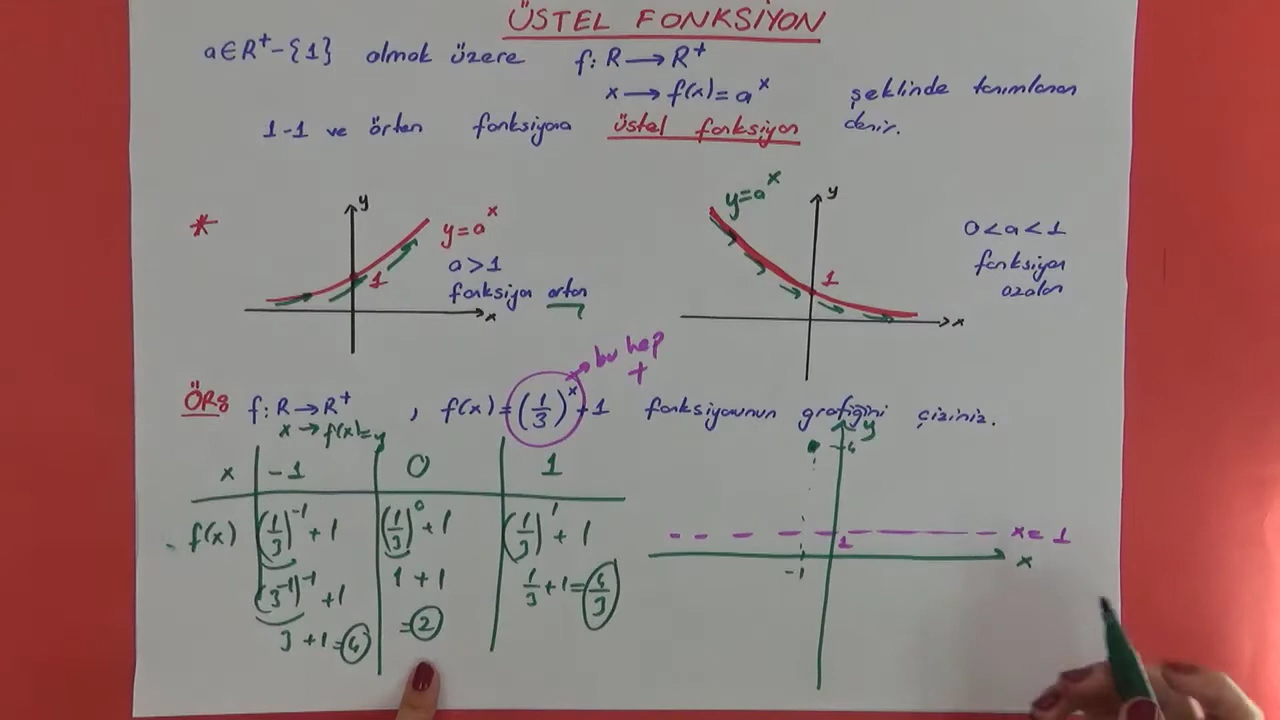 ÜSTEL FONKSİYON
a∈R⁺-{1} olmak üzere f: R → R⁺
x → f(x) = aˣ şeklinde tanımlanan
1-1 ve örten fonksiyona üstel fonksiyon denir.
* y y=aˣ 1 a>1 fonksiyon artan x
y=aˣ y 1 0<a<1 fonksiyon azalan x
bu hep +
ÖRS f: R → R⁺ , f(x) = (1/3)ˣ + 1 fonksiyonunun grafiğini çiziniz.
x → f(x)=y
x -1 0 1
f(x) (1/3)⁻¹ + 1 (1/3)⁰ + 1 (1/3)¹ + 1
(3⁻¹)⁻¹ + 1 1 + 1 1/3 + 1 = 4/3
3 + 1 = 4 = 2
y
4
x = 1
1
x
-1